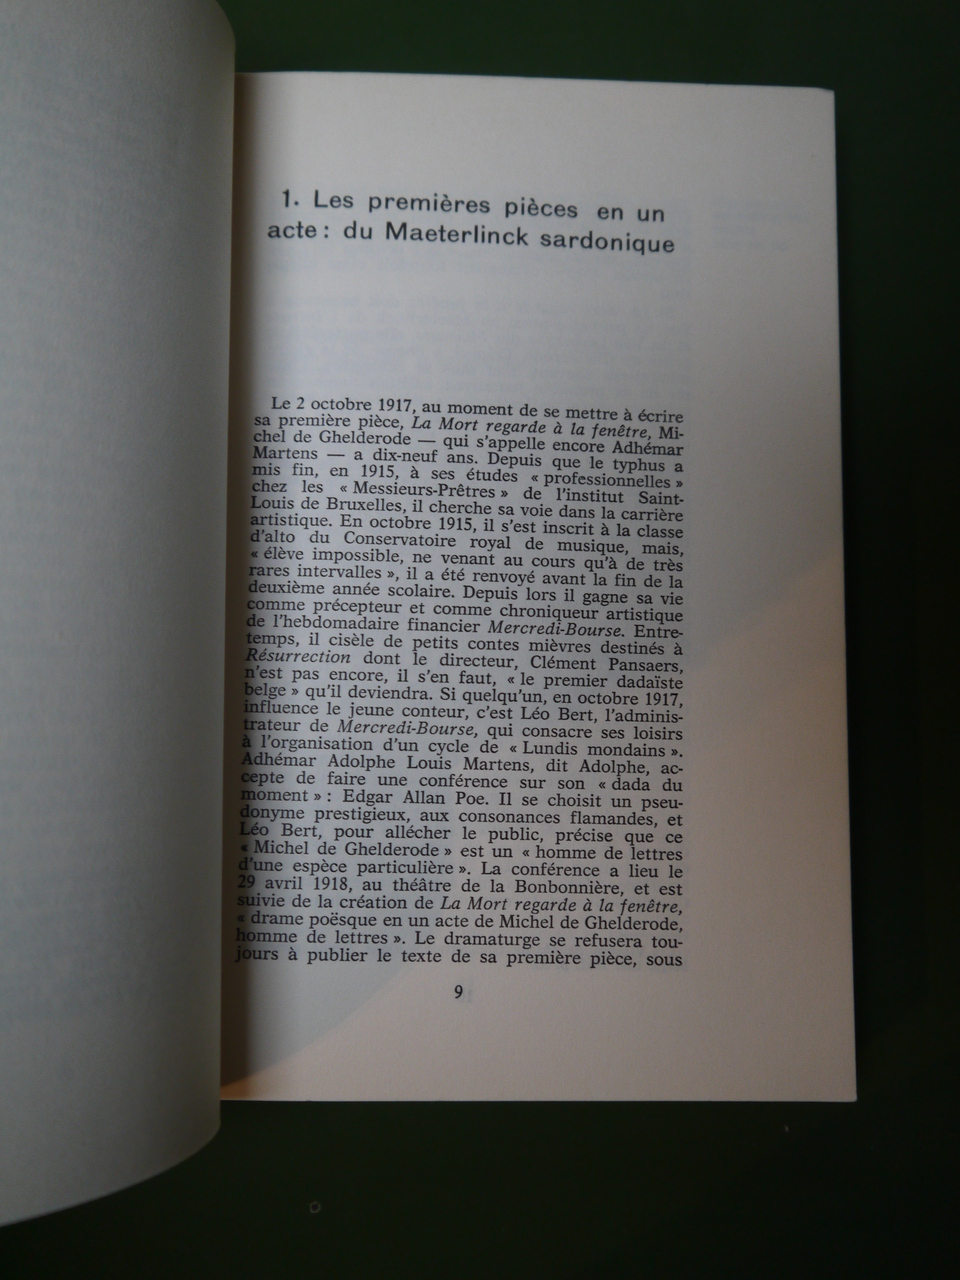 1. Les premières pièces en un
acte : du Maeterlinck sardonique
Le 2 octobre 1917, au moment de se mettre à écrire
sa première pièce, La Mort regarde à la fenêtre, Mi-
chel de Ghelderode — qui s'appelle encore Adhémar
Martens — a dix-neuf ans. Depuis que le typhus a
mis fin, en 1915, à ses études « professionnelles »
chez les « Messieurs-Prêtres » de l'institut Saint-
Louis de Bruxelles, il cherche sa voie dans la carrière
artistique. En octobre 1915, il s'est inscrit à la classe
d'alto du Conservatoire royal de musique, mais,
« élève impossible, ne venant au cours qu'à de très
rares intervalles », il a été renvoyé avant la fin de la
deuxième année scolaire. Depuis lors il gagne sa vie
comme précepteur et comme chroniqueur artistique
de l'hebdomadaire financier Mercredi-Bourse. Entre-
temps, il cisèle de petits contes mièvres destinés à
Résurrection dont le directeur, Clément Pansaers,
n'est pas encore, il s'en faut, « le premier dadaïste
belge » qu'il deviendra. Si quelqu'un, en octobre 1917,
influence le jeune conteur, c'est Léo Bert, l'adminis-
trateur de Mercredi-Bourse, qui consacre ses loisirs
à l'organisation d'un cycle de « Lundis mondains ».
Adhémar Adolphe Louis Martens, dit Adolphe, ac-
cepte de faire une conférence sur son « dada du
moment » : Edgar Allan Poe. Il se choisit un pseu-
donyme prestigieux, aux consonances flamandes, et
Léo Bert, pour allécher le public, précise que ce
« Michel de Ghelderode » est un « homme de lettres
d'une espèce particulière ». La conférence a lieu le
29 avril 1918, au théâtre de la Bonbonnière, et est
suivie de la création de La Mort regarde à la fenêtre,
« drame poësque en un acte de Michel de Ghelderode,
homme de lettres ». Le dramaturge se refusera tou-
jours à publier le texte de sa première pièce, sous
9